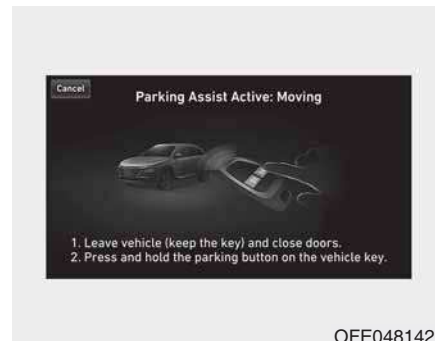 Cancel
Parking Assist Active: Moving
1. Leave vehicle (keep the key) and close doors.
2. Press and hold the parking button on the vehicle key.
OFE048142